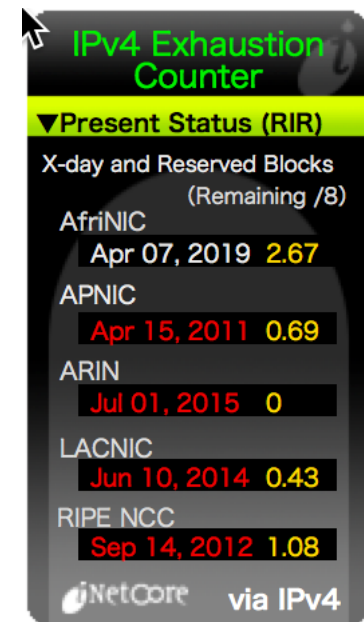 IPv4 Exhaustion
Counter
▼Present Status (RIR)
X-day and Reserved Blocks
(Remaining /8)
AfriNIC
Apr 07, 2019 2.67
APNIC
Apr 15, 2011 0.69
ARIN
Jul 01, 2015 0
LACNIC
Jun 10, 2014 0.43
RIPE NCC
Sep 14, 2012 1.08
iNetCore via IPv4